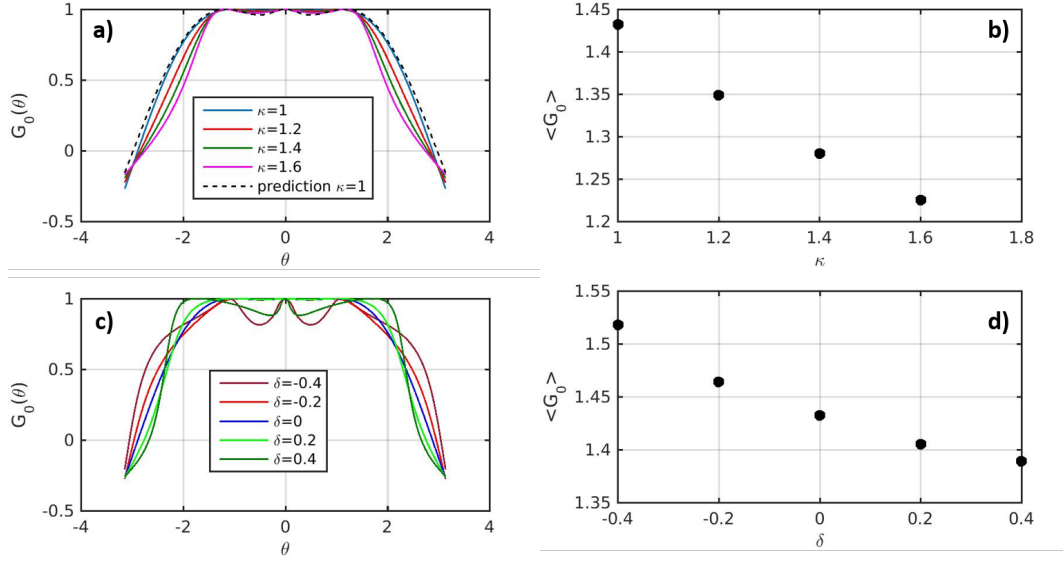 a)
G₀(θ)
1
0.5
0
-0.5
-4
-2
0
2
4
θ
κ=1
κ=1.2
κ=1.4
κ=1.6
prediction κ=1
b)
<G₀>
1.45
1.4
1.35
1.3
1.25
1.2
1
1.2
1.4
1.6
1.8
κ
c)
G₀(θ)
1
0.5
0
-0.5
-4
-2
0
2
4
θ
δ=-0.4
δ=-0.2
δ=0
δ=0.2
δ=0.4
d)
<G₀>
1.55
1.5
1.45
1.4
1.35
-0.4
-0.2
0
0.2
0.4
δ